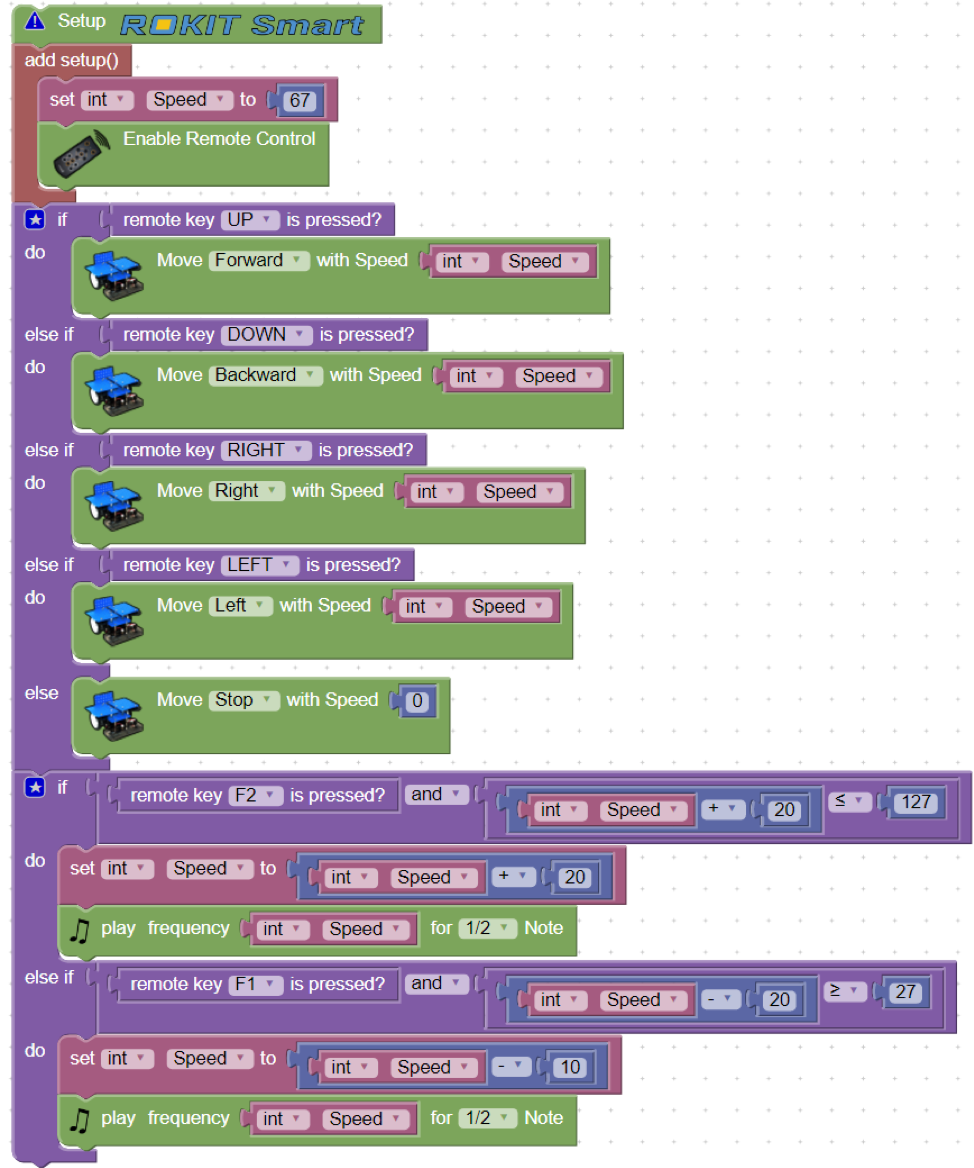 Setup ROKIT Smart
add setup()
set int Speed to 67
Enable Remote Control
if remote key UP is pressed?
do Move Forward with Speed int Speed
else if remote key DOWN is pressed?
do Move Backward with Speed int Speed
else if remote key RIGHT is pressed?
do Move Right with Speed int Speed
else if remote key LEFT is pressed?
do Move Left with Speed int Speed
else Move Stop with Speed 0
if remote key F2 is pressed? and int Speed + 20 ≤ 127
do set int Speed to int Speed + 20
play frequency int Speed for 1/2 Note
else if remote key F1 is pressed? and int Speed - 20 ≥ 27
do set int Speed to int Speed - 10
play frequency int Speed for 1/2 Note